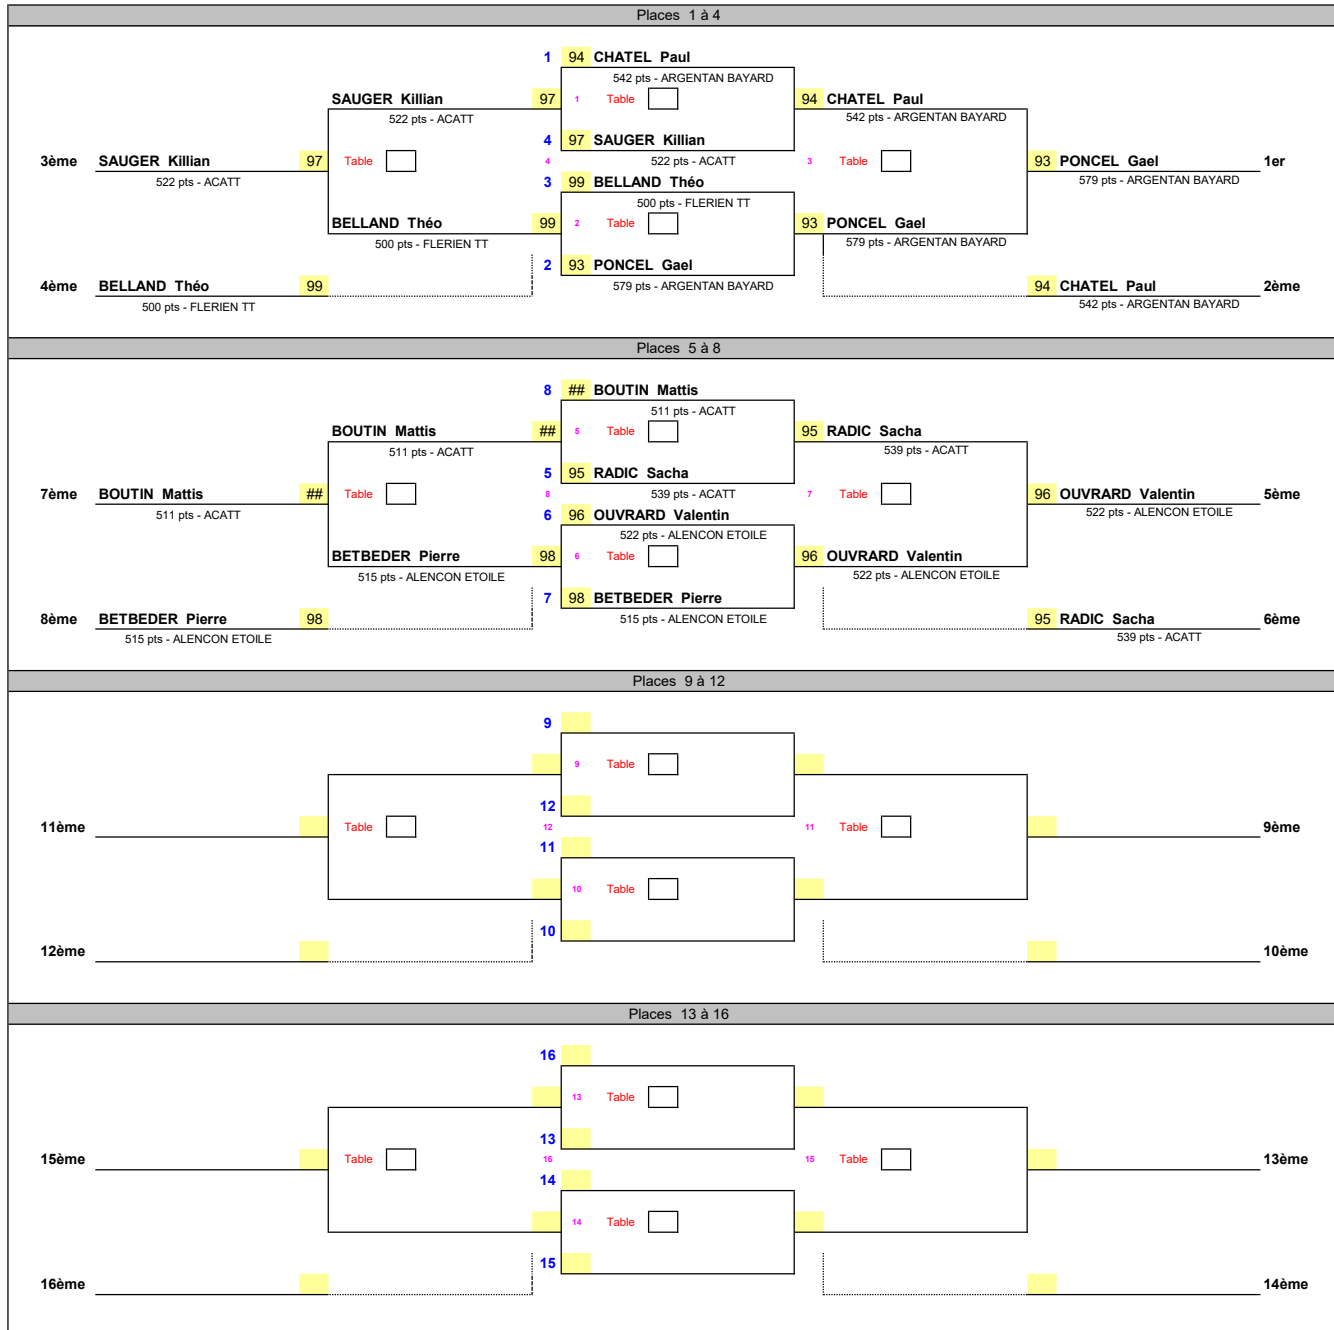 Places 1 à 4
1 94 CHATEL Paul
542 pts - ARGENTAN BAYARD
SAUGER Killian 97 1 Table 94 CHATEL Paul
522 pts - ACATT 542 pts - ARGENTAN BAYARD
4 97 SAUGER Killian
3ème SAUGER Killian 97 Table 4 522 pts - ACATT 3 Table 93 PONCEL Gael 1er
522 pts - ACATT 579 pts - ARGENTAN BAYARD
3 99 BELLAND Théo
500 pts - FLERIEN TT
BELLAND Théo 99 2 Table 93 PONCEL Gael
500 pts - FLERIEN TT 579 pts - ARGENTAN BAYARD
2 93 PONCEL Gael
579 pts - ARGENTAN BAYARD
4ème BELLAND Théo 99 94 CHATEL Paul 2ème
500 pts - FLERIEN TT 542 pts - ARGENTAN BAYARD
Places 5 à 8
8 ## BOUTIN Mattis
511 pts - ACATT
BOUTIN Mattis ## 5 Table 95 RADIC Sacha
511 pts - ACATT 539 pts - ACATT
5 95 RADIC Sacha
7ème BOUTIN Mattis ## Table 8 539 pts - ACATT 7 Table 96 OUVRARD Valentin 5ème
511 pts - ACATT 522 pts - ALENCON ETOILE
6 96 OUVRARD Valentin
522 pts - ALENCON ETOILE
BETBEDER Pierre 98 6 Table 96 OUVRARD Valentin
515 pts - ALENCON ETOILE 522 pts - ALENCON ETOILE
7 98 BETBEDER Pierre
515 pts - ALENCON ETOILE
8ème BETBEDER Pierre 98 95 RADIC Sacha 6ème
515 pts - ALENCON ETOILE 539 pts - ACATT
Places 9 à 12
9
9 Table
12
11ème Table 12 11 Table 9ème
11
10 Table
10
12ème 10ème
Places 13 à 16
16
13 Table
13
15ème Table 16 15 Table 13ème
14
14 Table
15
16ème 14ème